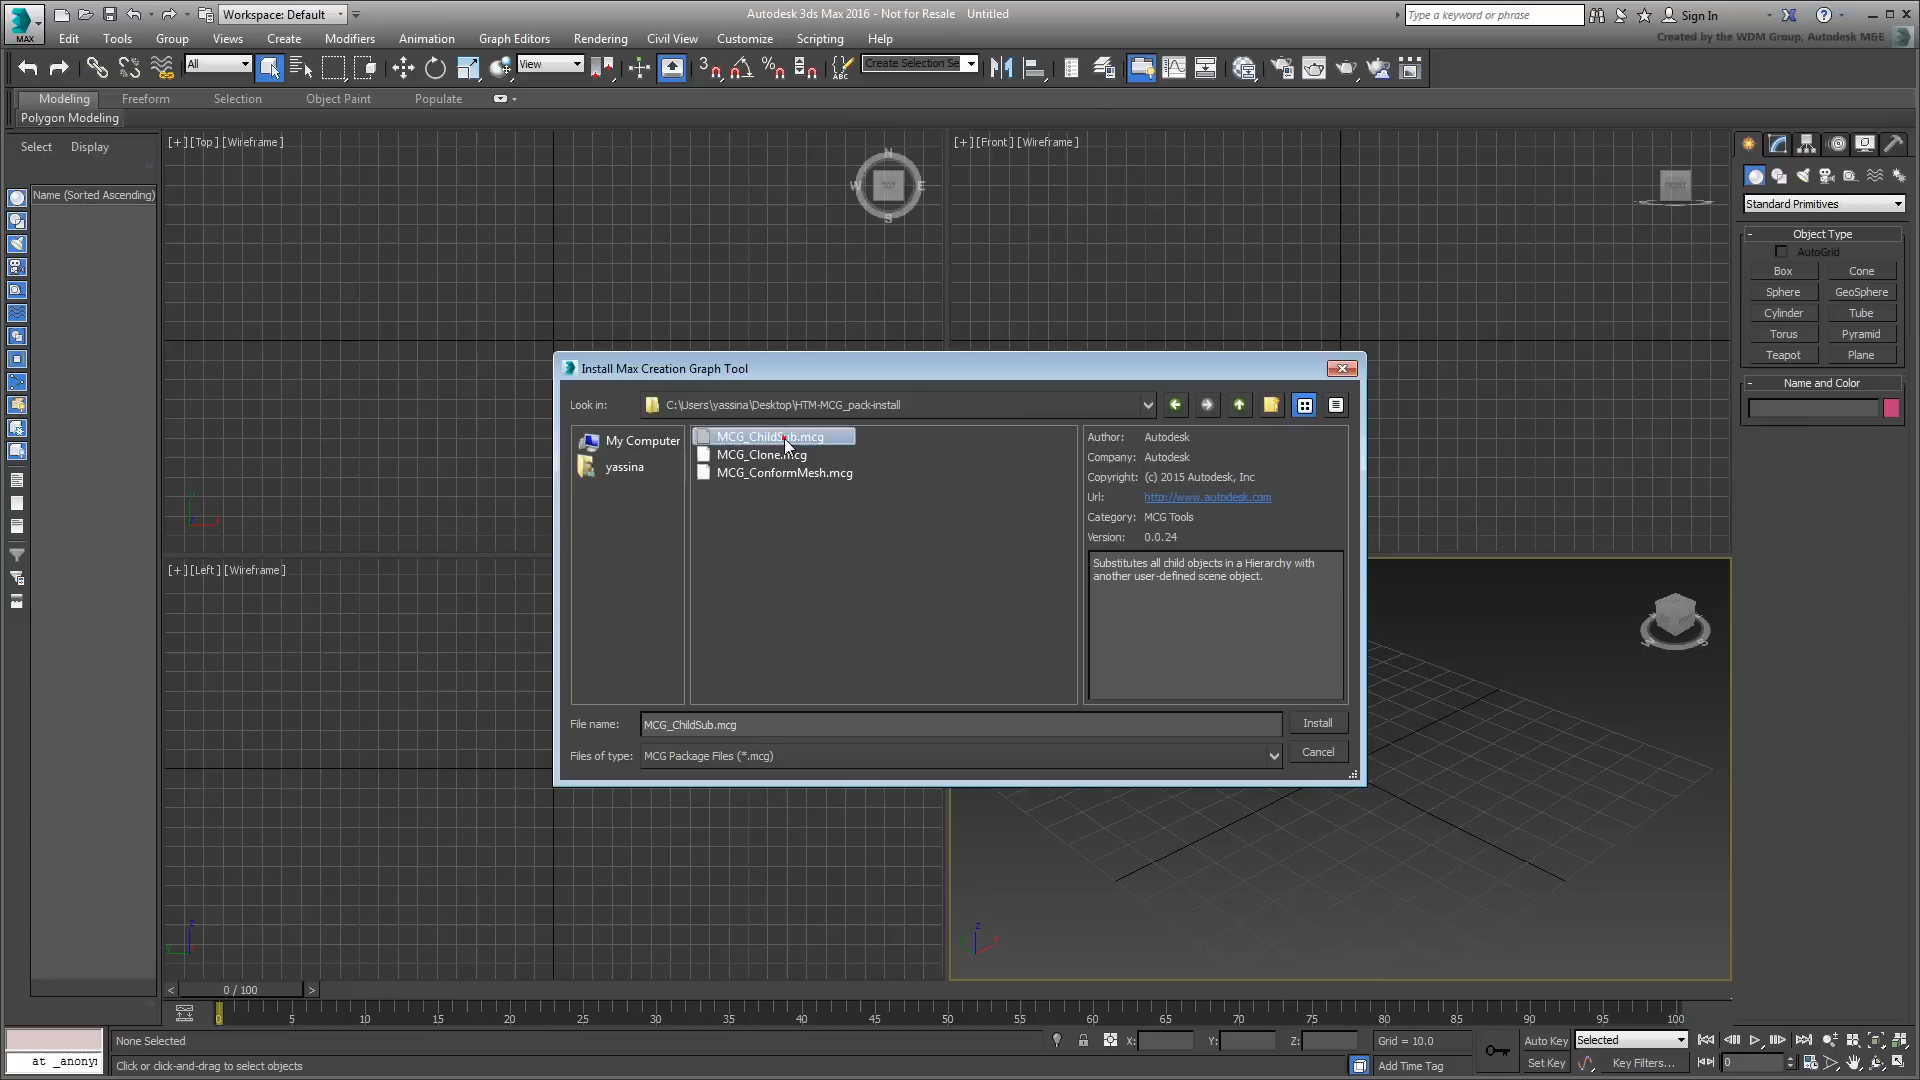 Workspace: Default
Autodesk 3ds Max 2016 - Not for Resale    Untitled
Type a keyword or phrase
Sign In
MAX
Edit
Tools
Group
Views
Create
Modifiers
Animation
Graph Editors
Rendering
Civil View
Customize
Scripting
Help
Created by the WDM Group, Autodesk M&E
All
View
3
ABC
Create Selection Se
Modeling
Freeform
Selection
Object Paint
Populate
Polygon Modeling
Select
Display
Name (Sorted Ascending)
[+] [Top] [Wireframe]
N
W
TOP
E
S
[+] [Front] [Wireframe]
FRONT
Standard Primitives
- Object Type
AutoGrid
Box
Cone
Sphere
GeoSphere
Cylinder
Tube
Torus
Pyramid
Teapot
Plane
- Name and Color
Install Max Creation Graph Tool
Look in:
C:\Users\yassina\Desktop\HTM-MCG_pack-install
My Computer
yassina
MCG_ChildSub.mcg
MCG_Clone.mcg
MCG_ConformMesh.mcg
Author: Autodesk
Company: Autodesk
Copyright: (c) 2015 Autodesk, Inc
Url: http://www.autodesk.com
Category: MCG Tools
Version: 0.0.24
Substitutes all child objects in a Hierarchy with
another user-defined scene object.
File name:
MCG_ChildSub.mcg
Install
Files of type:
MCG Package Files (*.mcg)
Cancel
[+] [Left] [Wireframe]
z
z
< 0 / 100 >
0
5
10
15
20
25
30
35
40
45
50
55
60
65
70
75
80
85
90
95
100
None Selected
X:
Y:
Z:
Grid = 10.0
Auto Key
Selected
at _anony
Click or click-and-drag to select objects
Add Time Tag
Set Key
Key Filters...
0